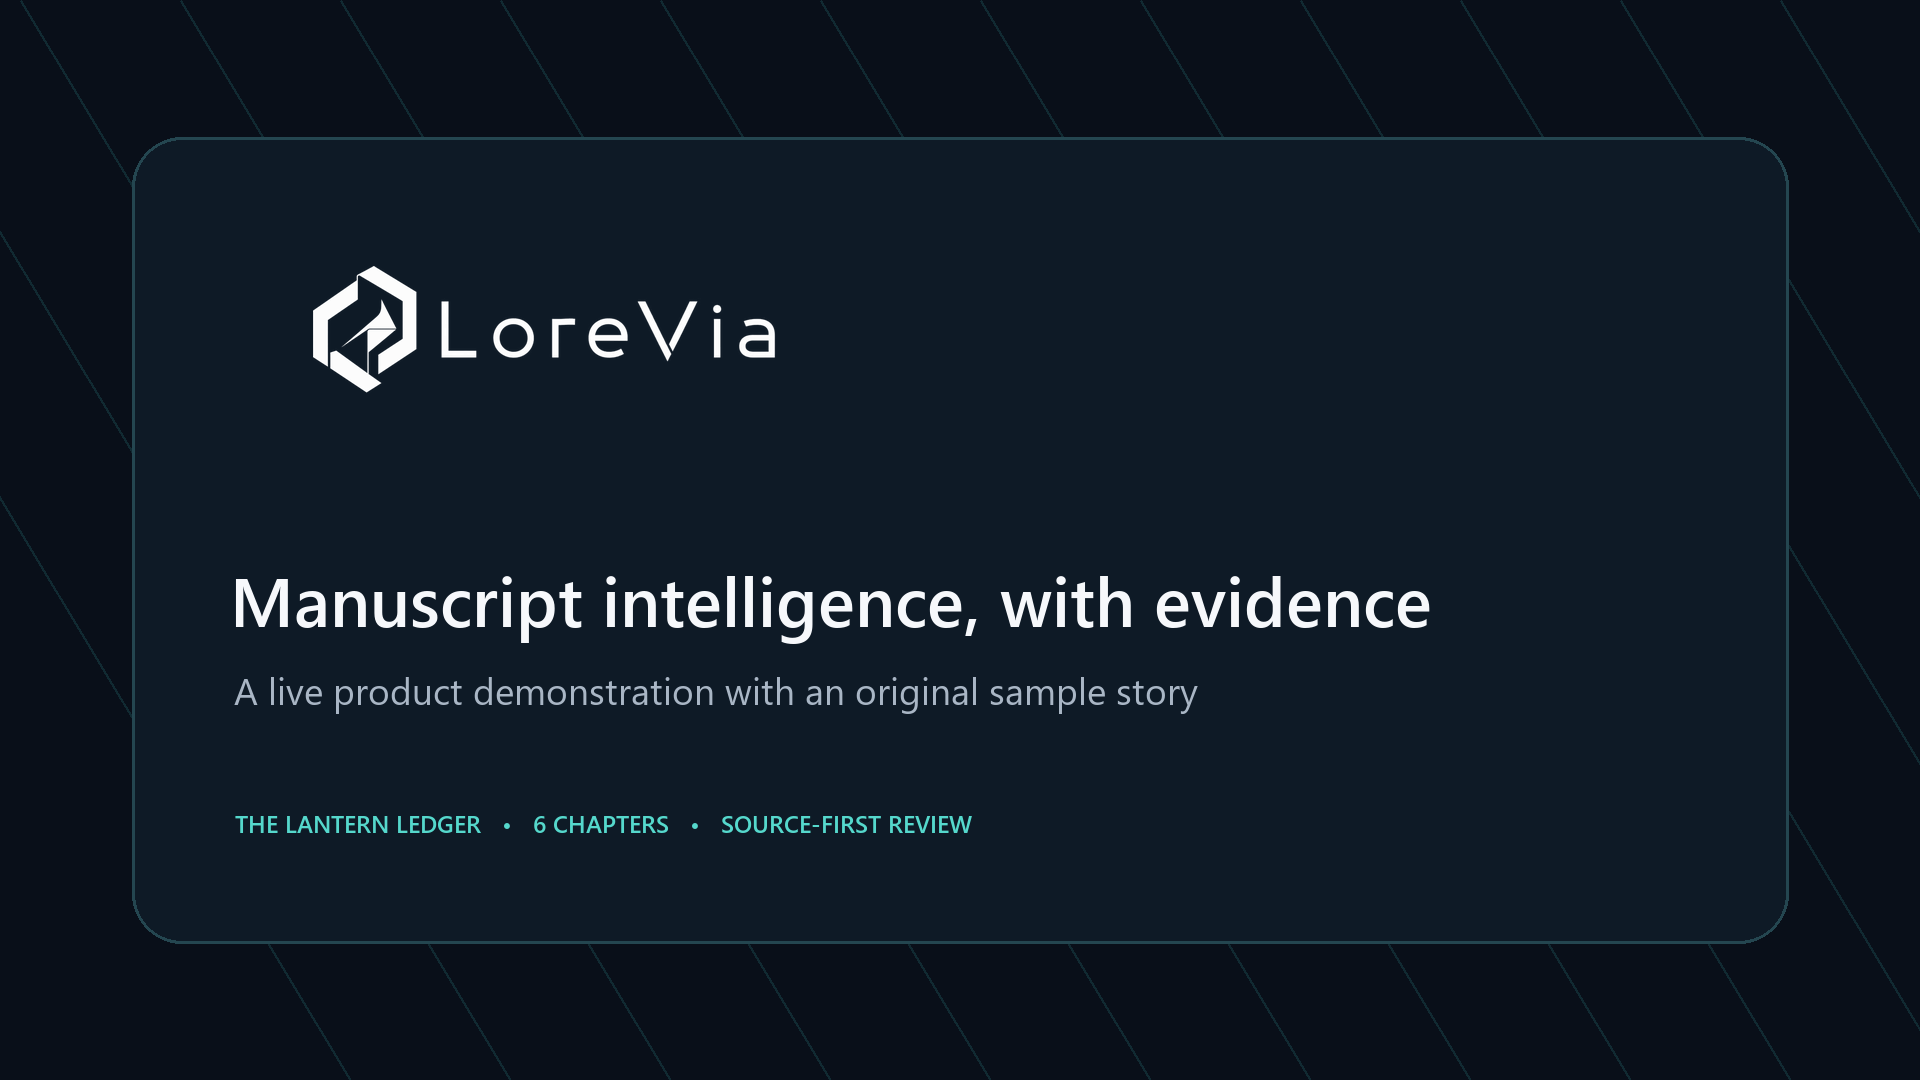 LoreVia
Manuscript intelligence, with evidence
A live product demonstration with an original sample story
THE LANTERN LEDGER • 6 CHAPTERS • SOURCE-FIRST REVIEW